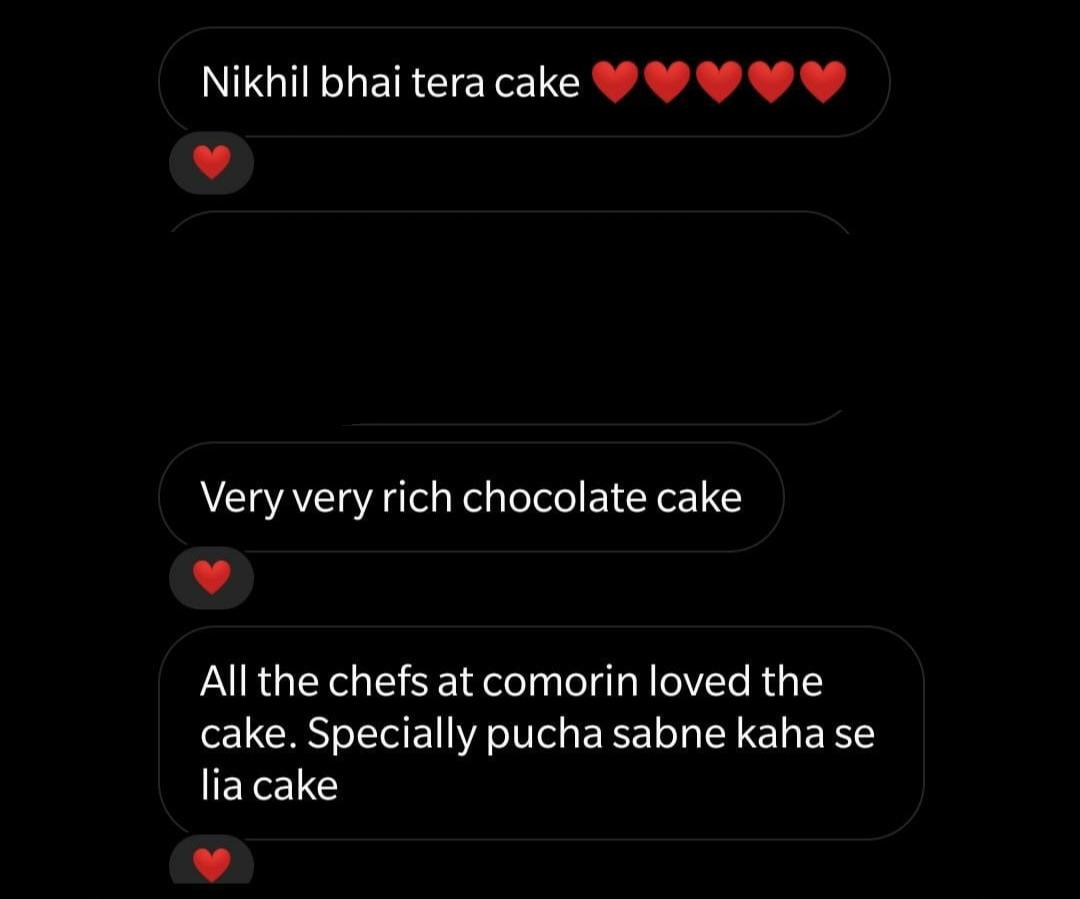 Nikhil bhai tera cake ❤️❤️❤️❤️❤️
Very very rich chocolate cake
All the chefs at comorin loved the
cake. Specially pucha sabne kaha se
lia cake